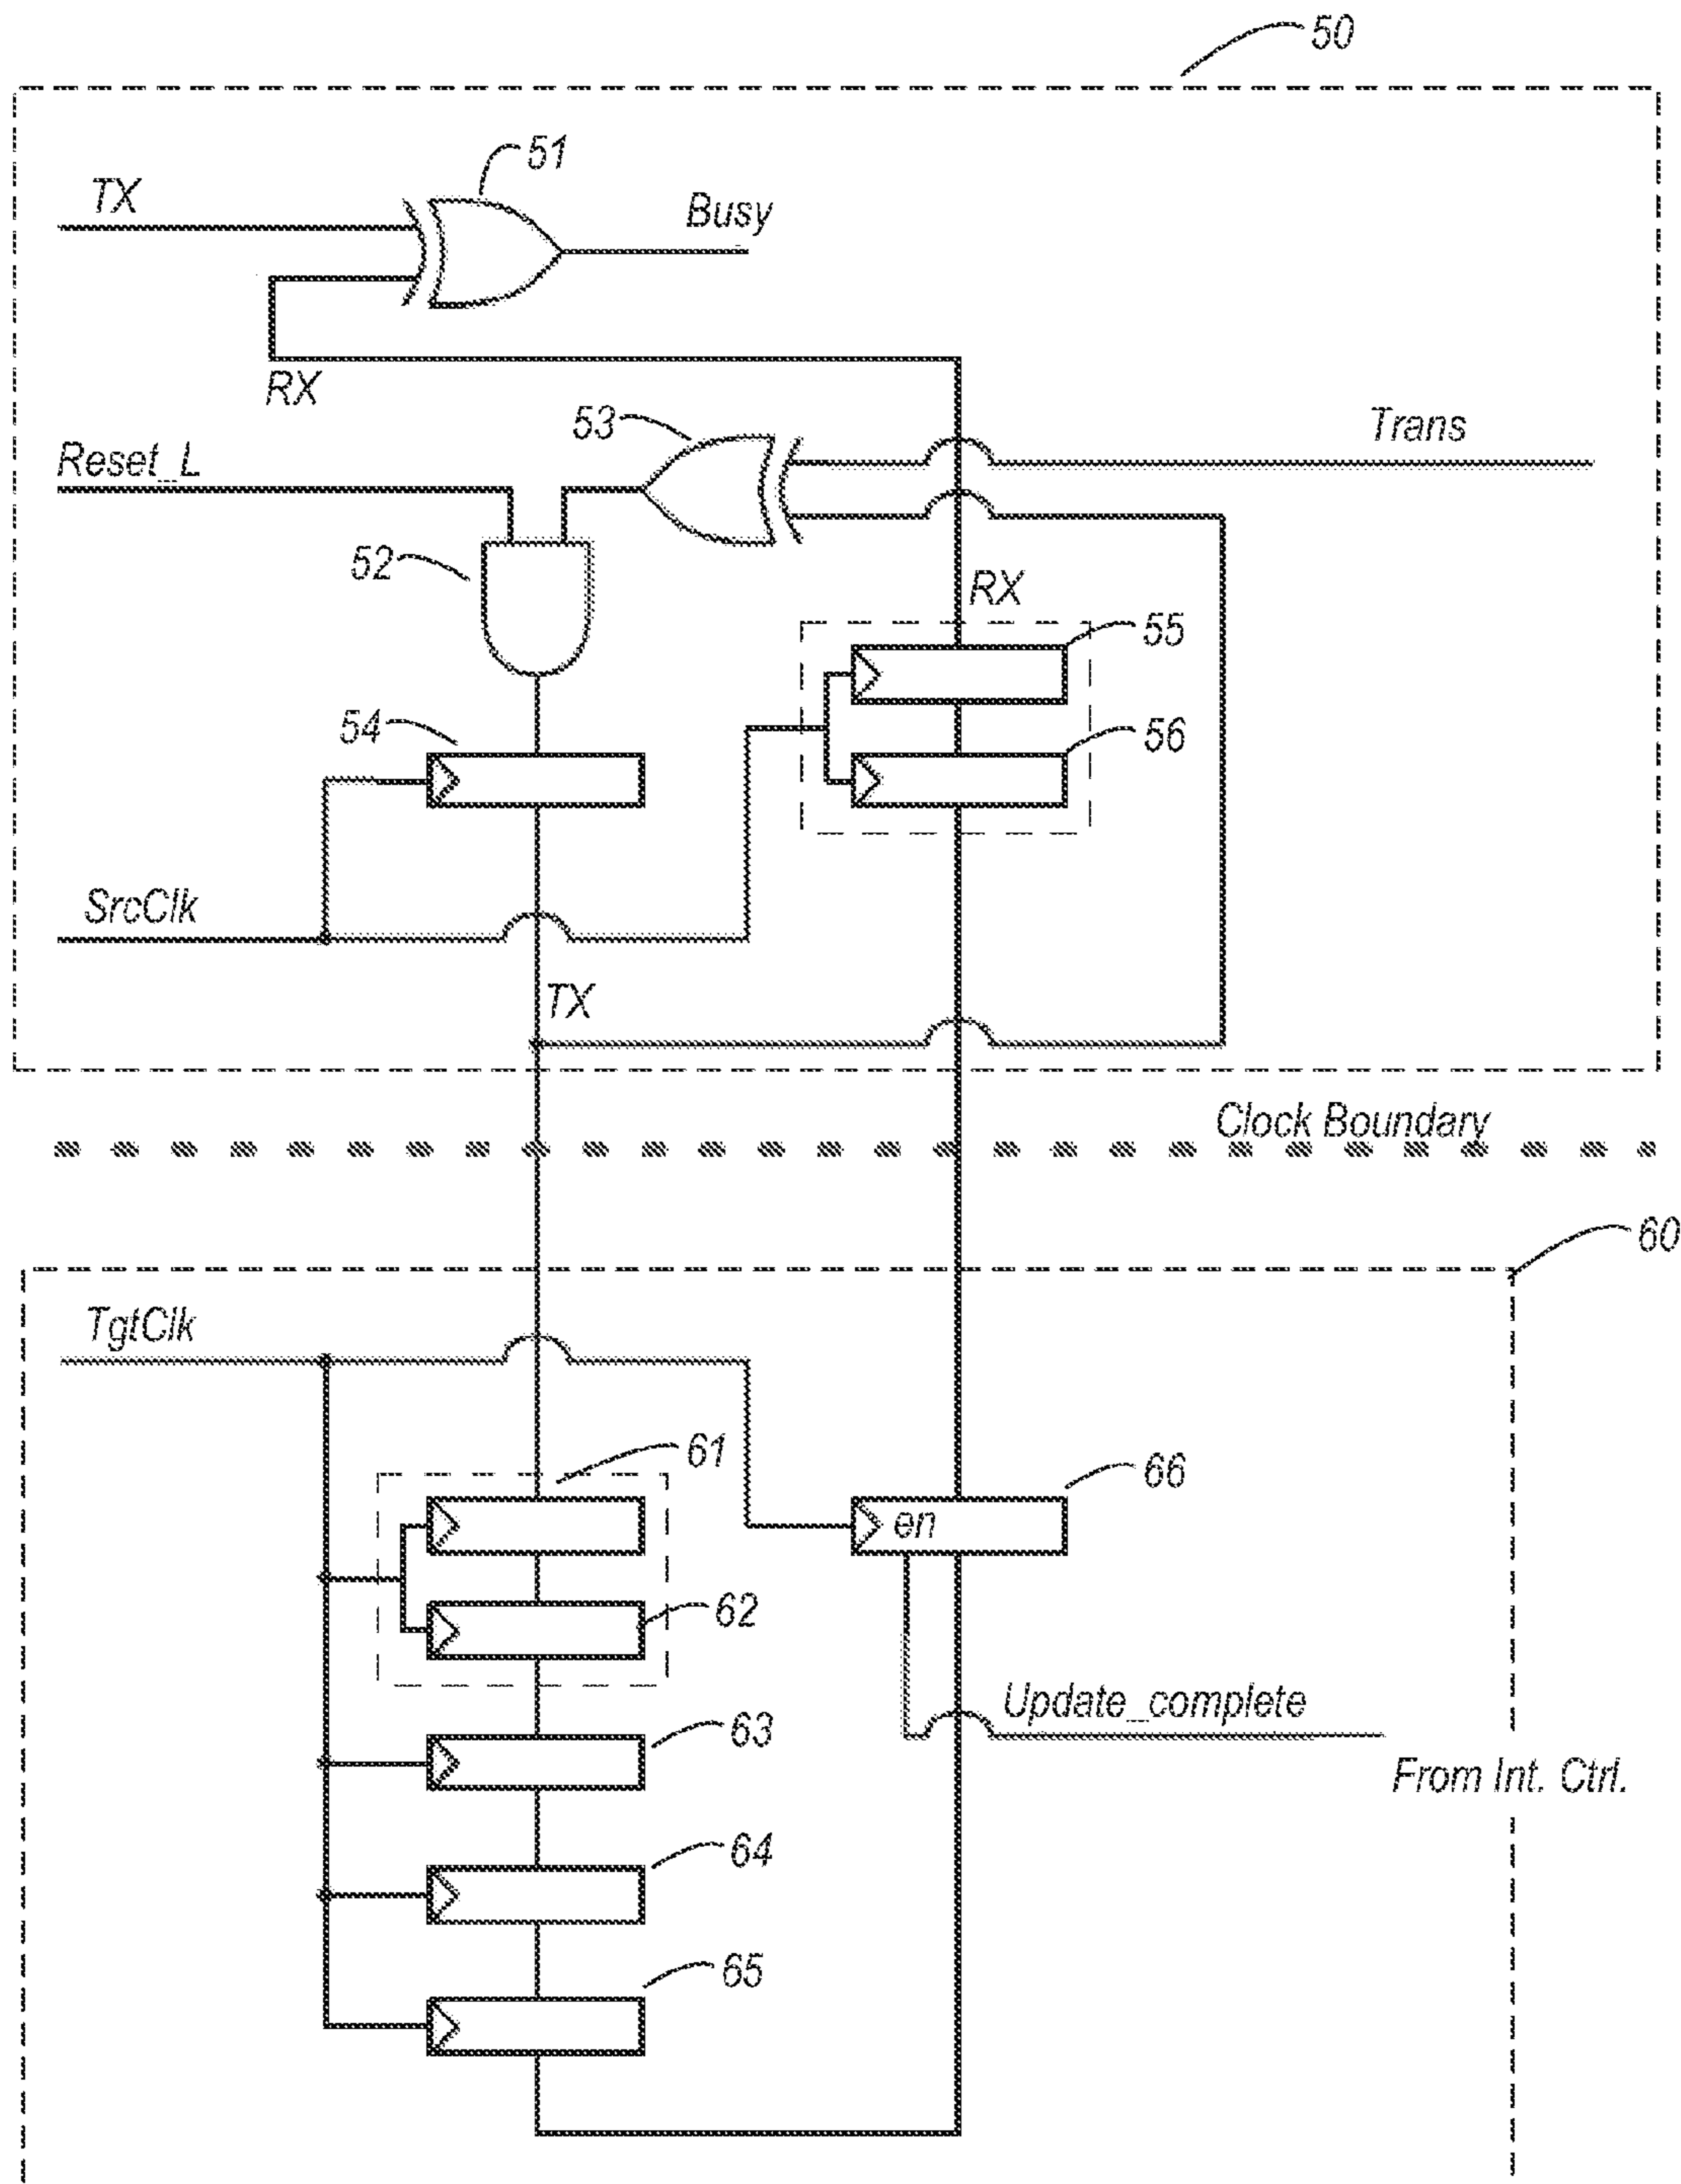 50
51
TX
Busy
RX
53
Trans
Reset_L
52
RX
55
54
56
SrcClk
TX
Clock Boundary
60
TgtClk
61
66
en
62
Update_complete
63
From Int. Ctrl.
64
65